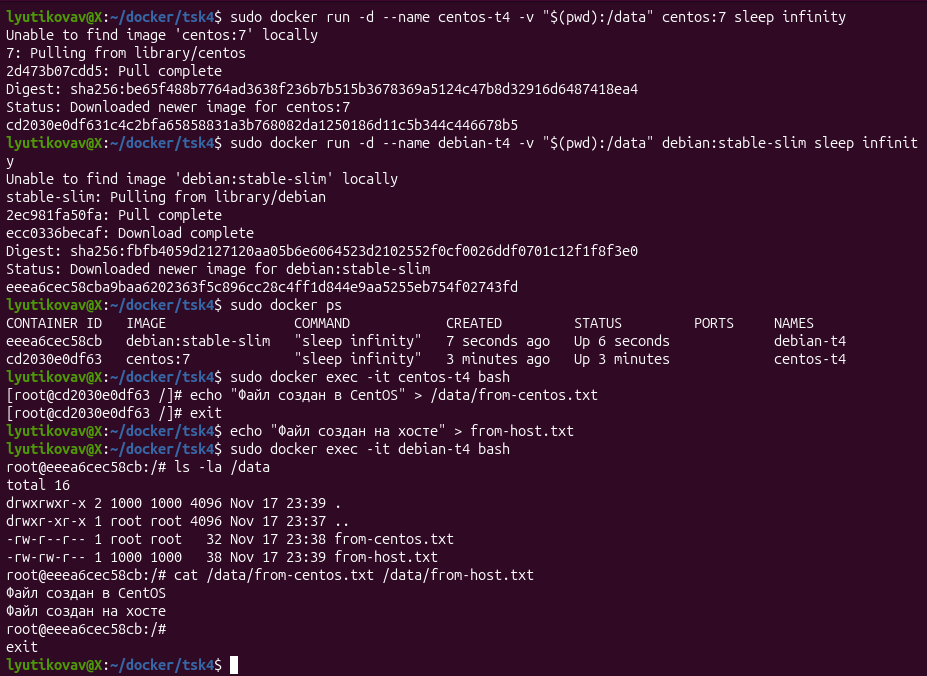 lyutikovav@X:~/docker/tsk4$ sudo docker run -d --name centos-t4 -v "$(pwd):/data" centos:7 sleep infinity
Unable to find image 'centos:7' locally
7: Pulling from library/centos
2d473b07cdd5: Pull complete
Digest: sha256:be65f488b7764ad3638f236b7b515b3678369a5124c47b8d32916d6487418ea4
Status: Downloaded newer image for centos:7
cd2030e0df631c4c2bfa65858831a3b768082da1250186d11c5b344c446678b5
lyutikovav@X:~/docker/tsk4$ sudo docker run -d --name debian-t4 -v "$(pwd):/data" debian:stable-slim sleep infinit
y
Unable to find image 'debian:stable-slim' locally
stable-slim: Pulling from library/debian
2ec981fa50fa: Pull complete
ecc0336becaf: Download complete
Digest: sha256:fbfb4059d2127120aa05b6e6064523d2102552f0cf0026ddf0701c12f1f8f3e0
Status: Downloaded newer image for debian:stable-slim
eeea6cec58cba9baa6202363f5c896cc28c4ff1d844e9aa5255eb754f02743fd
lyutikovav@X:~/docker/tsk4$ sudo docker ps
CONTAINER ID   IMAGE                COMMAND            CREATED         STATUS         PORTS     NAMES
eeea6cec58cb   debian:stable-slim   "sleep infinity"   7 seconds ago   Up 6 seconds             debian-t4
cd2030e0df63   centos:7             "sleep infinity"   3 minutes ago   Up 3 minutes             centos-t4
lyutikovav@X:~/docker/tsk4$ sudo docker exec -it centos-t4 bash
[root@cd2030e0df63 /]# echo "Файл создан в CentOS" > /data/from-centos.txt
[root@cd2030e0df63 /]# exit
lyutikovav@X:~/docker/tsk4$ echo "Файл создан на хосте" > from-host.txt
lyutikovav@X:~/docker/tsk4$ sudo docker exec -it debian-t4 bash
root@eeea6cec58cb:/# ls -la /data
total 16
drwxrwxr-x 2 1000 1000 4096 Nov 17 23:39 .
drwxr-xr-x 1 root root 4096 Nov 17 23:37 ..
-rw-r--r-- 1 root root   32 Nov 17 23:38 from-centos.txt
-rw-rw-r-- 1 1000 1000   38 Nov 17 23:39 from-host.txt
root@eeea6cec58cb:/# cat /data/from-centos.txt /data/from-host.txt
Файл создан в CentOS
Файл создан на хосте
root@eeea6cec58cb:/#
exit
lyutikovav@X:~/docker/tsk4$